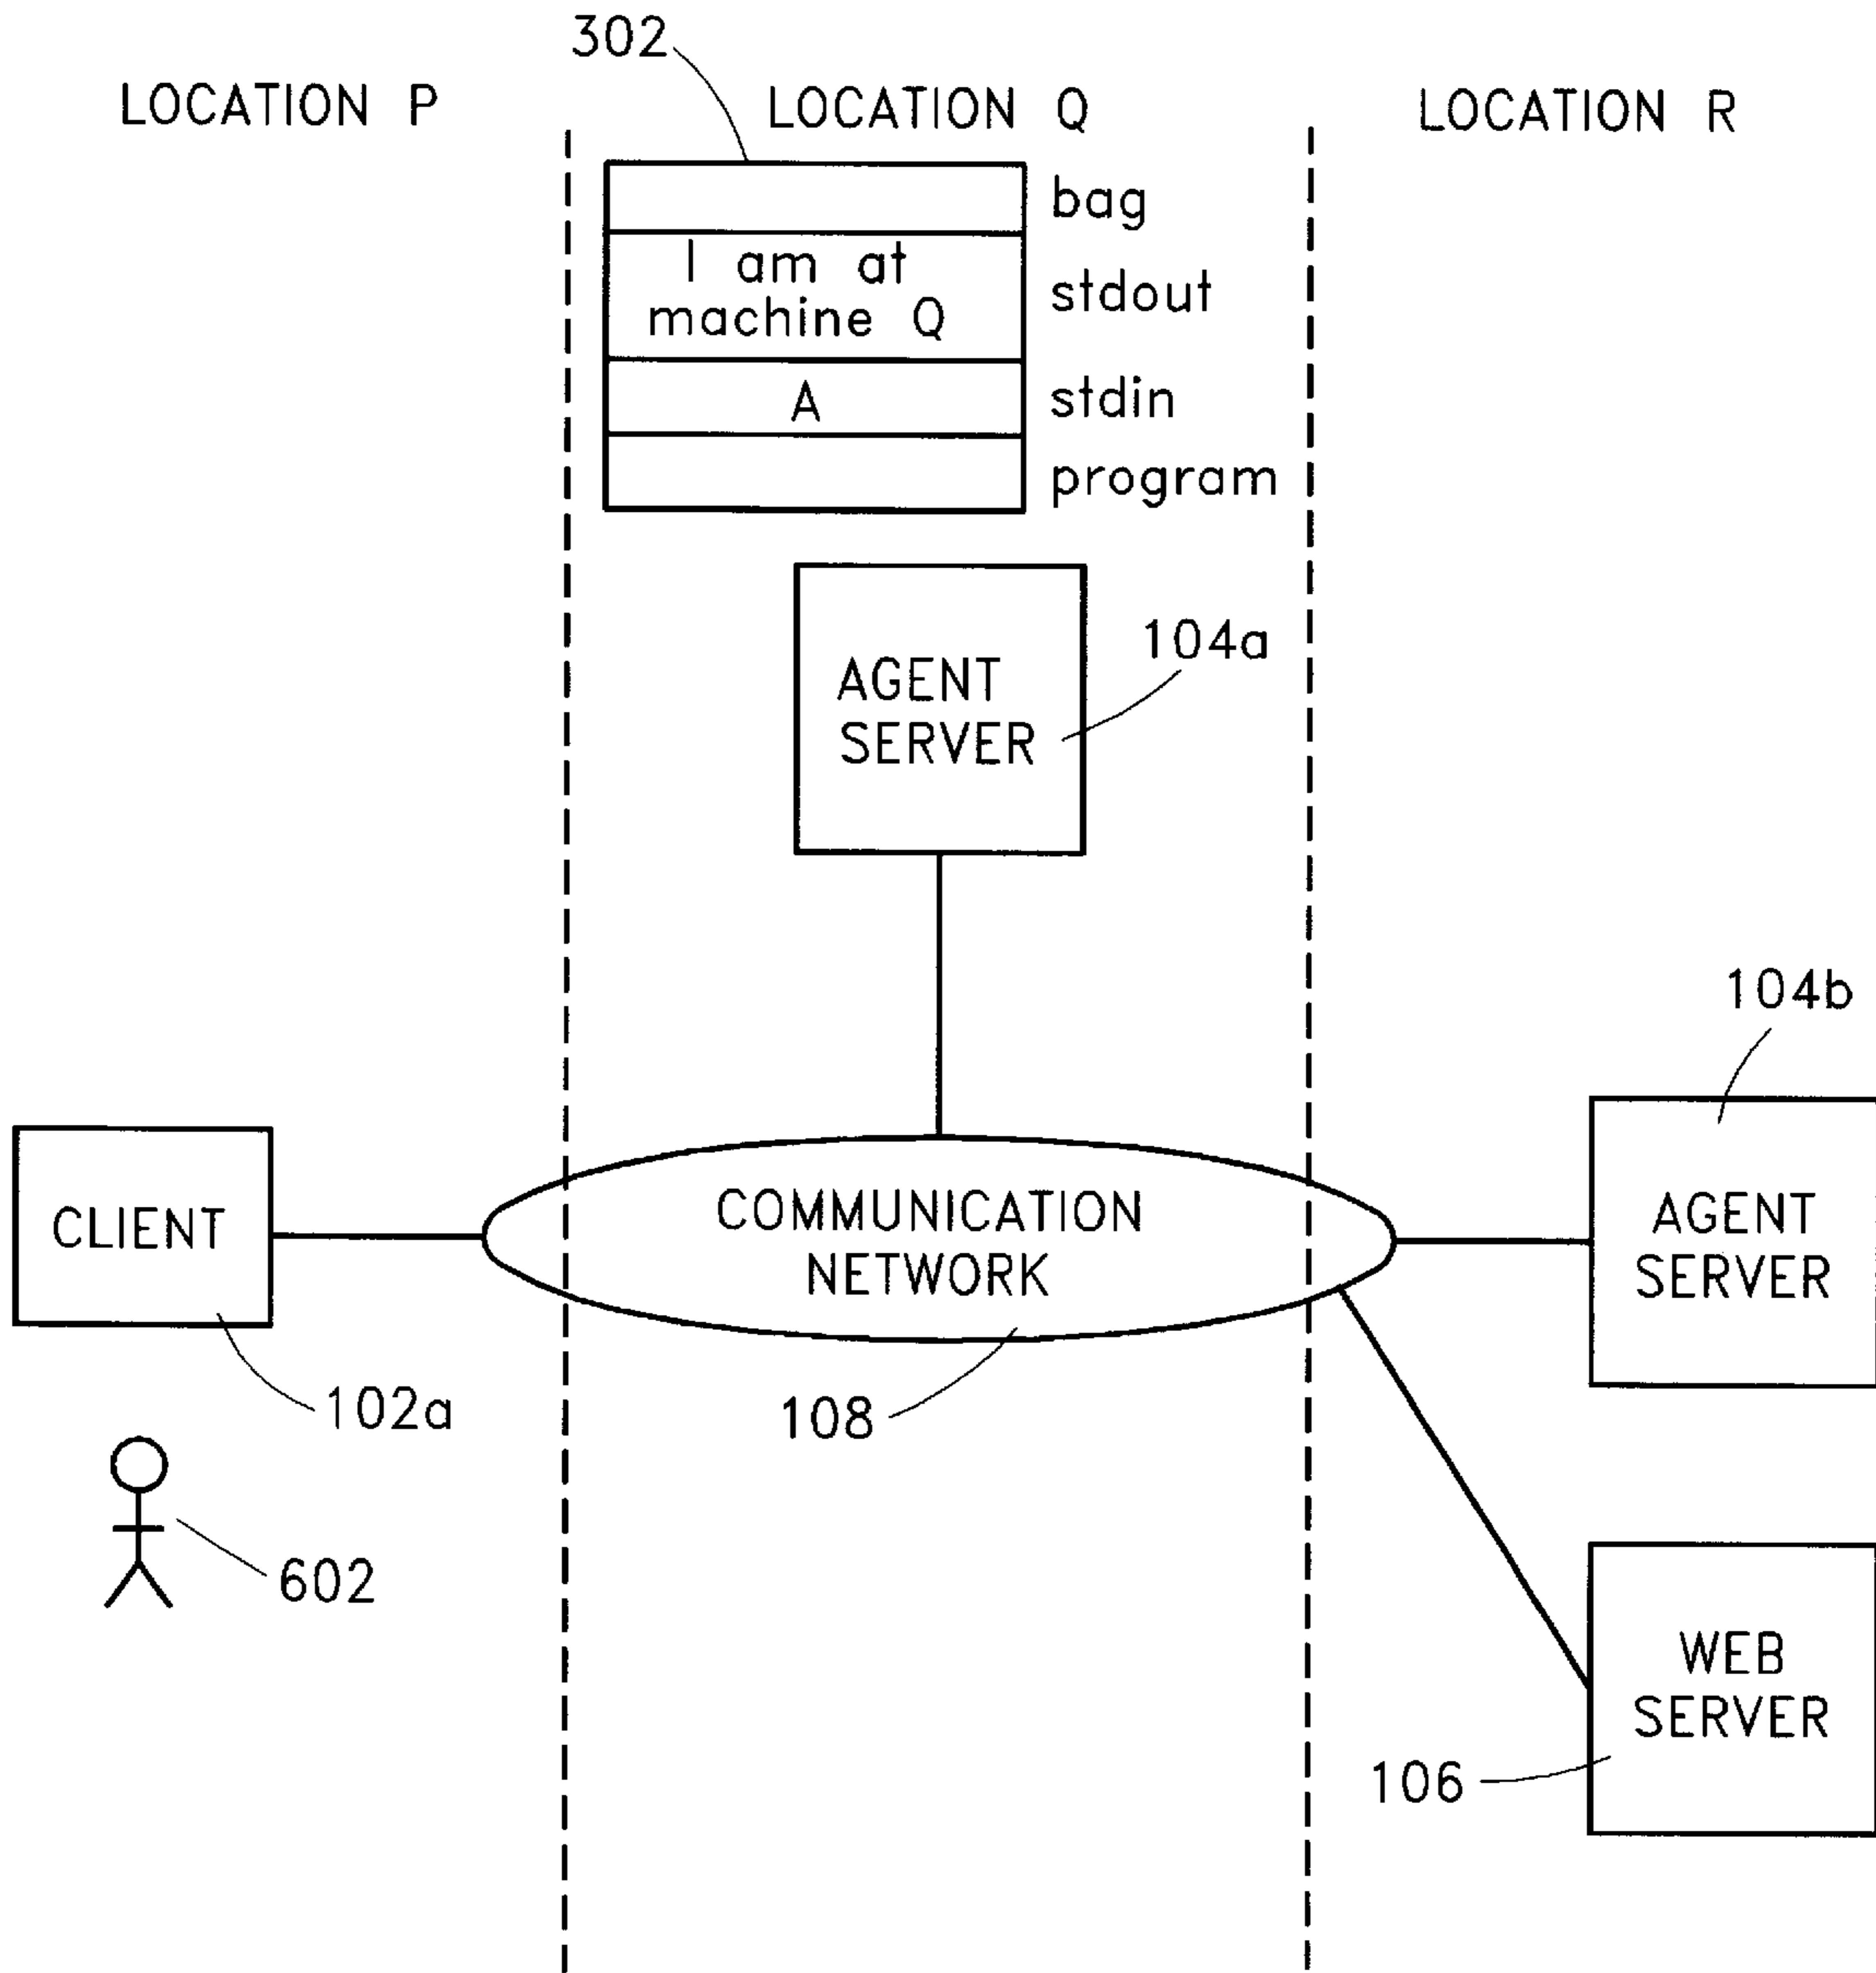 302
LOCATION P
LOCATION Q
LOCATION R
bag
I am at
machine Q
stdout
A
stdin
program
AGENT
SERVER
104a
104b
CLIENT
COMMUNICATION
NETWORK
AGENT
SERVER
102a
108
602
WEB
SERVER
106